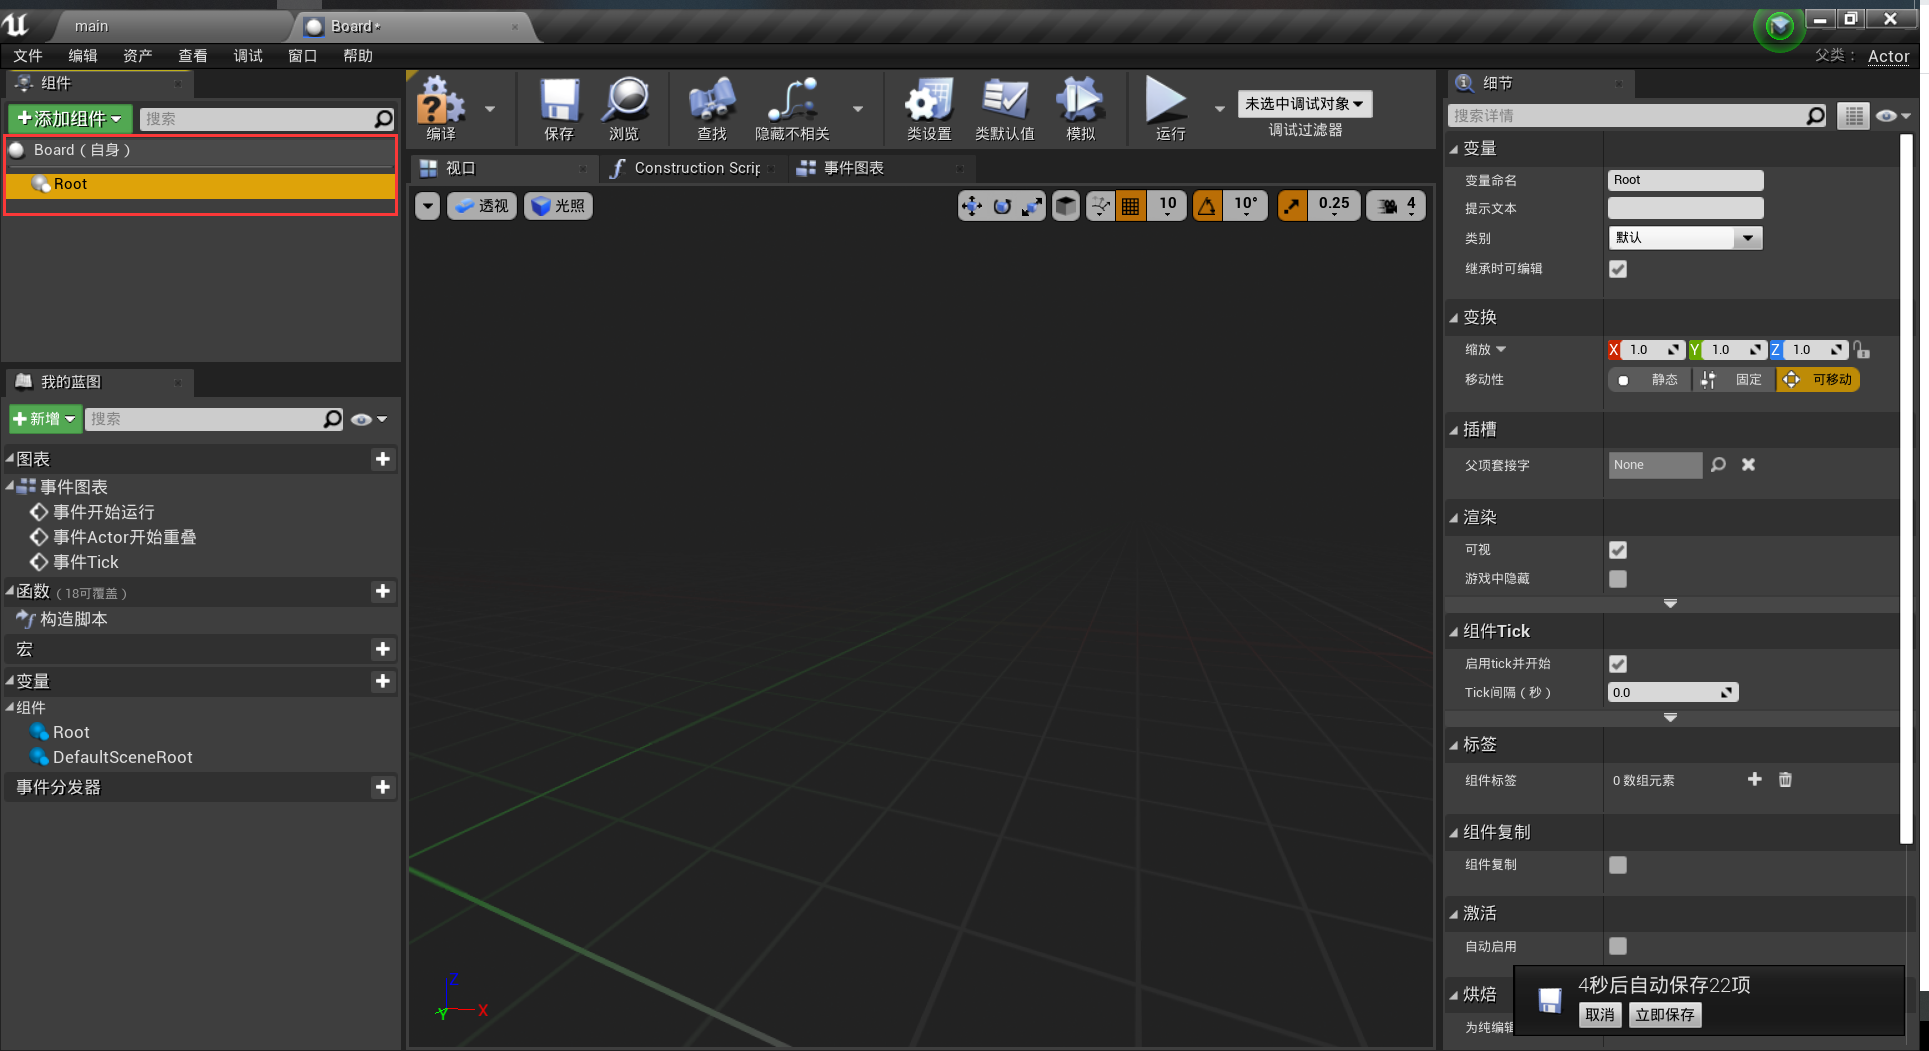 main
Board*
文件 编辑 资产 查看 调试 窗口 帮助
父类： Actor
组件
添加组件
搜索
Board（自身）
Root
编译
保存
浏览
查找
隐藏不相关
类设置
类默认值
模拟
运行
未选中调试对象
调试过滤器
视口
Construction Scrip
事件图表
透视
光照
10
10°
0.25
4
Z
X
Y
我的蓝图
新增
搜索
图表
事件图表
事件开始运行
事件Actor开始重叠
事件Tick
函数（18可覆盖）
构造脚本
宏
变量
组件
Root
DefaultSceneRoot
事件分发器
细节
搜索详情
变量
变量命名 Root
提示文本
类别 默认
继承时可编辑
变换
缩放 X 1.0 Y 1.0 Z 1.0
移动性 静态 固定 可移动
插槽
父项套接字 None
渲染
可视
游戏中隐藏
组件Tick
启用tick并开始
Tick间隔（秒） 0.0
标签
组件标签 0 数组元素
组件复制
组件复制
激活
自动启用
烘焙
为纯编辑
4秒后自动保存22项
取消 立即保存